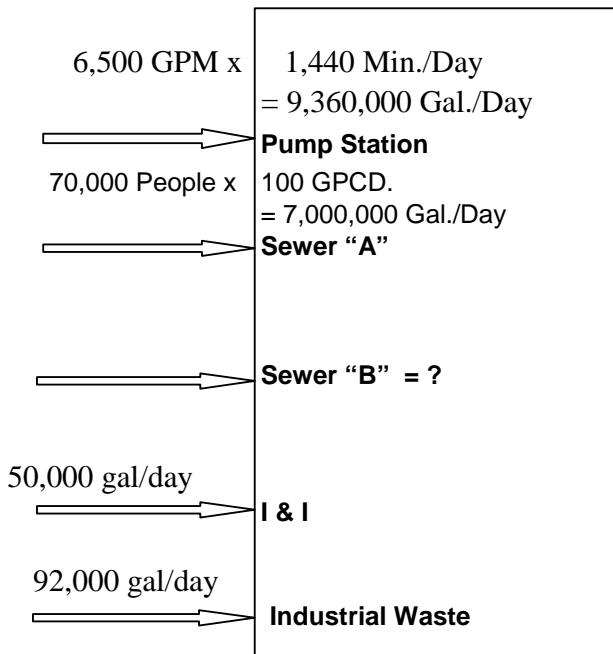 6,500 GPM x 1,440 Min./Day
= 9,360,000 Gal./Day
Pump Station
70,000 People x 100 GPCD.
= 7,000,000 Gal./Day
Sewer “A”
Sewer “B” = ?
50,000 gal/day
I & I
92,000 gal/day
Industrial Waste